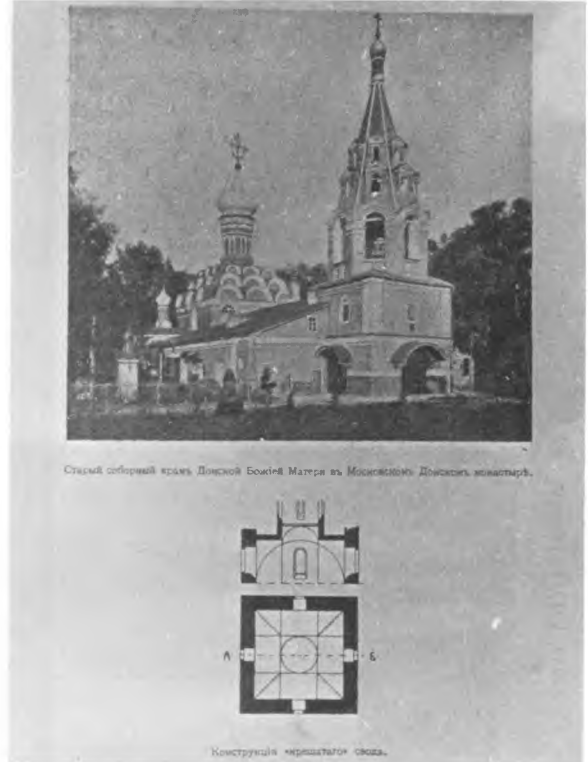 Старый соборный храмъ Донской Божіей Матери въ Московскомъ Донскомъ монастырѣ.
А Б
Конструкція «крещатаго» свода.